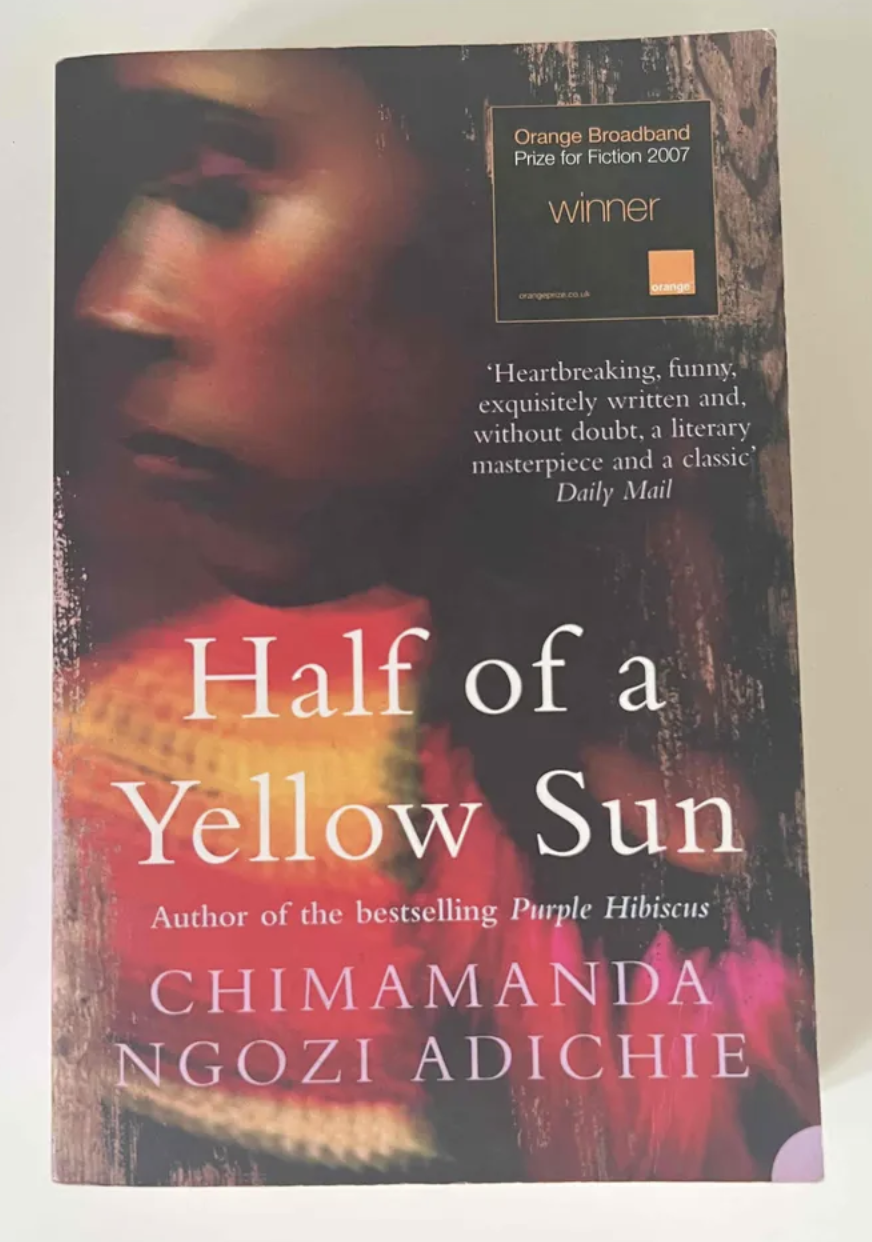 Orange Broadband
Prize for Fiction 2007
winner
orangeprize.co.uk
orange™
‘Heartbreaking, funny,
exquisitely written and,
without doubt, a literary
masterpiece and a classic’
Daily Mail
Half of a
Yellow Sun
Author of the bestselling Purple Hibiscus
CHIMAMANDA
NGOZI ADICHIE